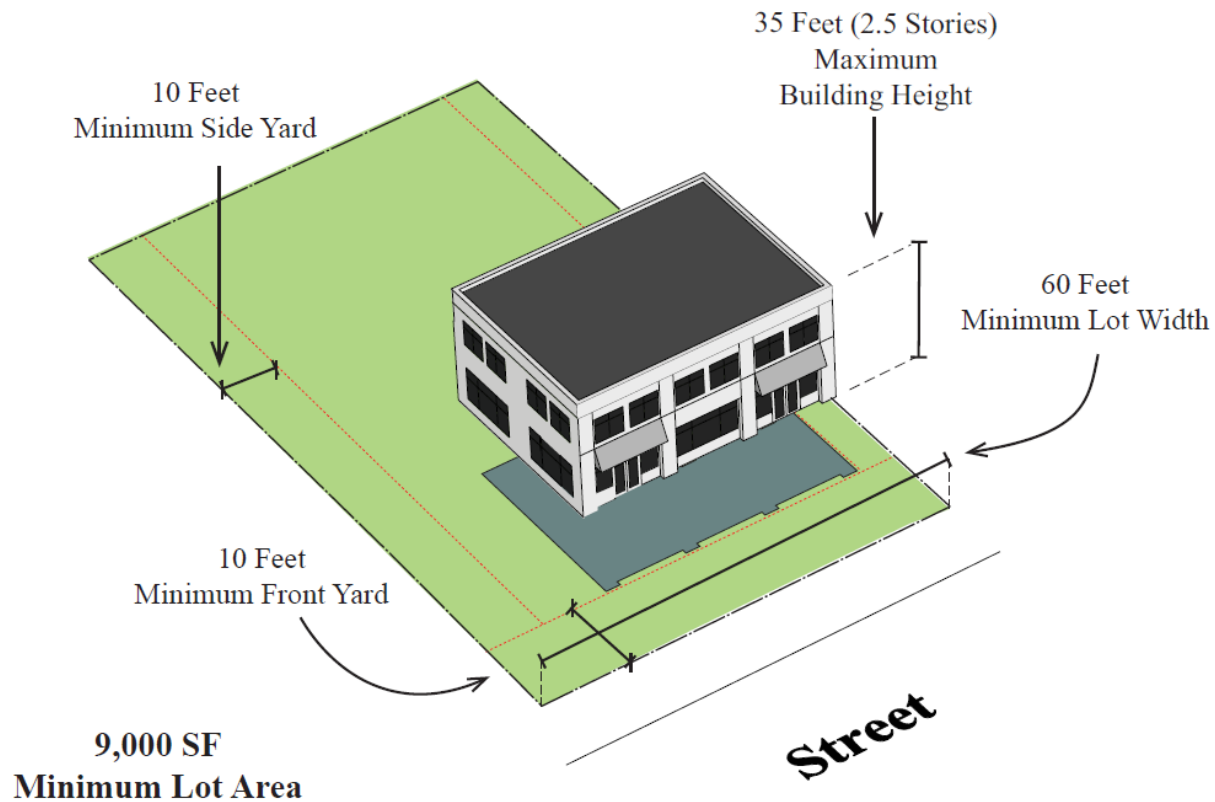 35 Feet (2.5 Stories)
Maximum
Building Height
10 Feet
Minimum Side Yard
60 Feet
Minimum Lot Width
10 Feet
Minimum Front Yard
Street
9,000 SF
Minimum Lot Area